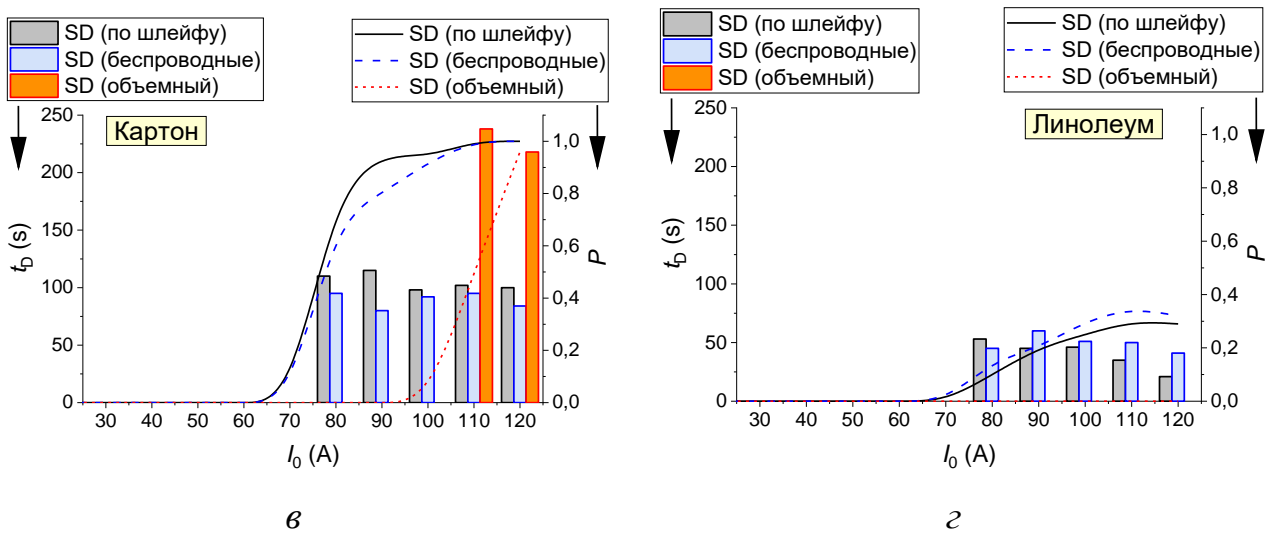 SD (по шлейфу)
SD (беспроводные)
SD (объемный)
SD (по шлейфу)
SD (беспроводные)
SD (объемный)
Картон
250
200
150
100
50
0
t_D (s)
1,0
0,8
0,6
0,4
0,2
0,0
P
30 40 50 60 70 80 90 100 110 120
I_0 (A)
в
SD (по шлейфу)
SD (беспроводные)
SD (объемный)
SD (по шлейфу)
SD (беспроводные)
SD (объемный)
Линолеум
250
200
150
100
50
0
t_D (s)
1,0
0,8
0,6
0,4
0,2
0,0
P
30 40 50 60 70 80 90 100 110 120
I_0 (A)
г